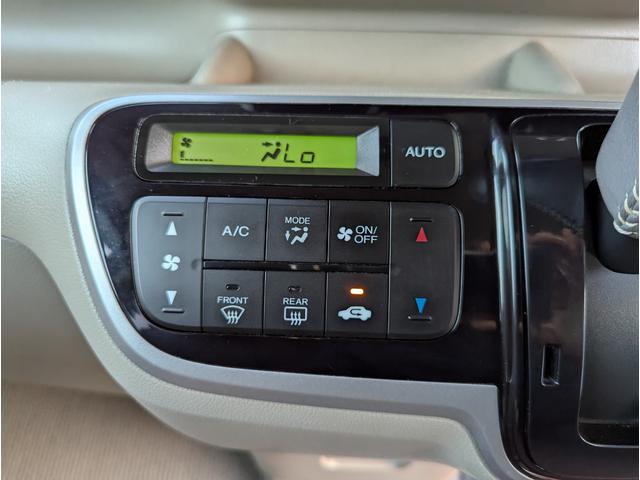 Lo
AUTO
A/C
MODE
ON/
OFF
FRONT
REAR